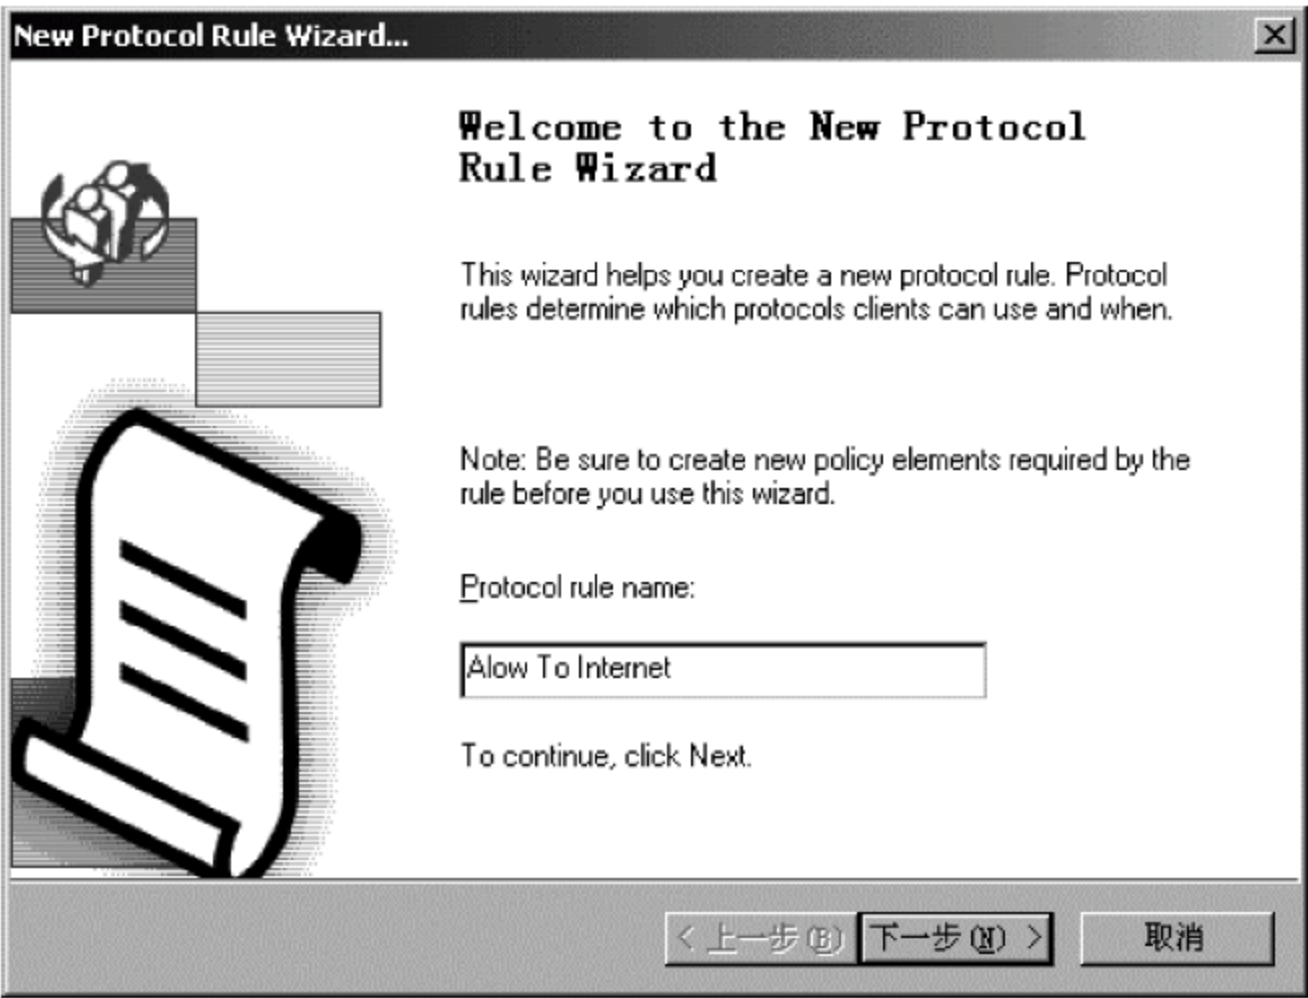 New Protocol Rule Wizard...
Welcome to the New Protocol
Rule Wizard
This wizard helps you create a new protocol rule. Protocol
rules determine which protocols clients can use and when.
Note: Be sure to create new policy elements required by the
rule before you use this wizard.
Protocol rule name:
Alow To Internet
To continue, click Next.
< 上一步(B) 下一步(N) > 取消